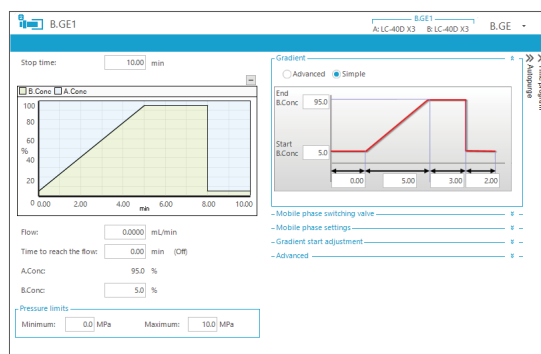 B.GE1
B.GE1
A: LC-40D X3 B: LC-40D X3
B.GE
Stop time: 10.00 min
B.Conc A.Conc
100
80
60
%
40
20
0
0.00 2.00 4.00 6.00 8.00 10.00
min
Flow: 0.0000 mL/min
Time to reach the flow: 0.00 min (Off)
A.Conc: 95.0 %
B.Conc: 5.0 %
Pressure limits
Minimum: 0.0 MPa Maximum: 10.0 MPa
Gradient
Advanced Simple
End
B.Conc 95.0
Start
B.Conc 5.0
0.00 5.00 3.00 2.00
Mobile phase switching valve
Mobile phase settings
Gradient start adjustment
Advanced
Autopurge
program